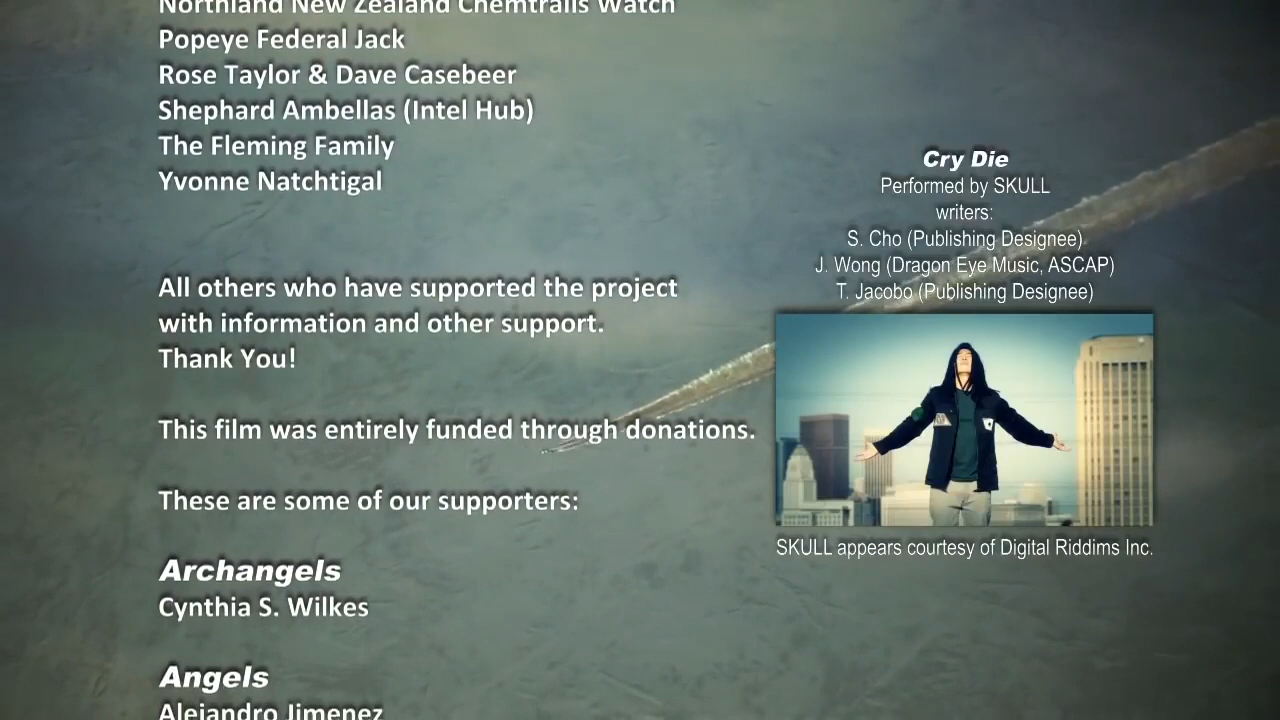 Northland New Zealand Chemtrails Watch
Popeye Federal Jack
Rose Taylor & Dave Casebeer
Shephard Ambellas (Intel Hub)
The Fleming Family
Yvonne Natchtigal
All others who have supported the project
with information and other support.
Thank You!
This film was entirely funded through donations.
These are some of our supporters:
Archangels
Cynthia S. Wilkes
Angels
Alejandro Jimenez
Cry Die
Performed by SKULL
writers:
S. Cho (Publishing Designee)
J. Wong (Dragon Eye Music, ASCAP)
T. Jacobo (Publishing Designee)
SKULL appears courtesy of Digital Riddims Inc.